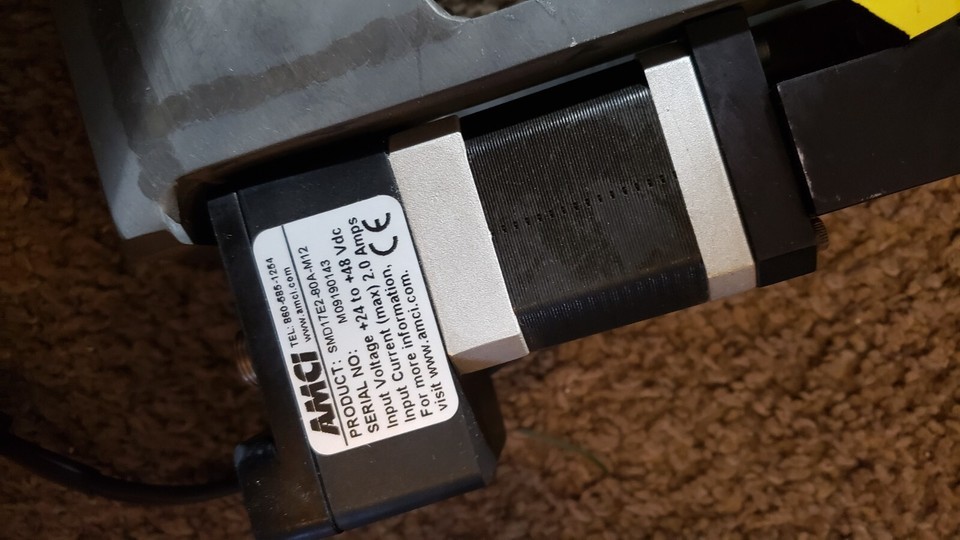 AMCi TEL: 860-585-1254
www.amci.com
PRODUCT: SMD17E2-80A-M12
SERIAL NO: M09190143
Input Voltage +24 to +48 Vdc
Input Current (max) 2.0 Amps
For more information,
visit www.amci.com.
CE